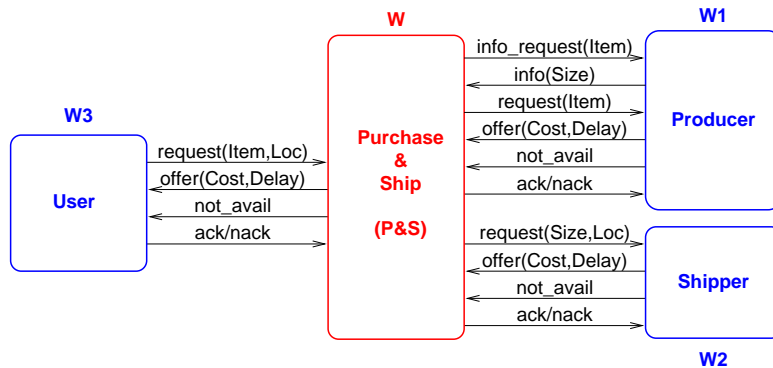 W
W1
info_request(Item)
info(Size)
request(Item)
offer(Cost,Delay)
not_avail
ack/nack
Producer
W3
User
request(Item,Loc)
offer(Cost,Delay)
not_avail
ack/nack
Purchase
&
Ship
(P&S)
request(Size,Loc)
offer(Cost,Delay)
not_avail
ack/nack
Shipper
W2